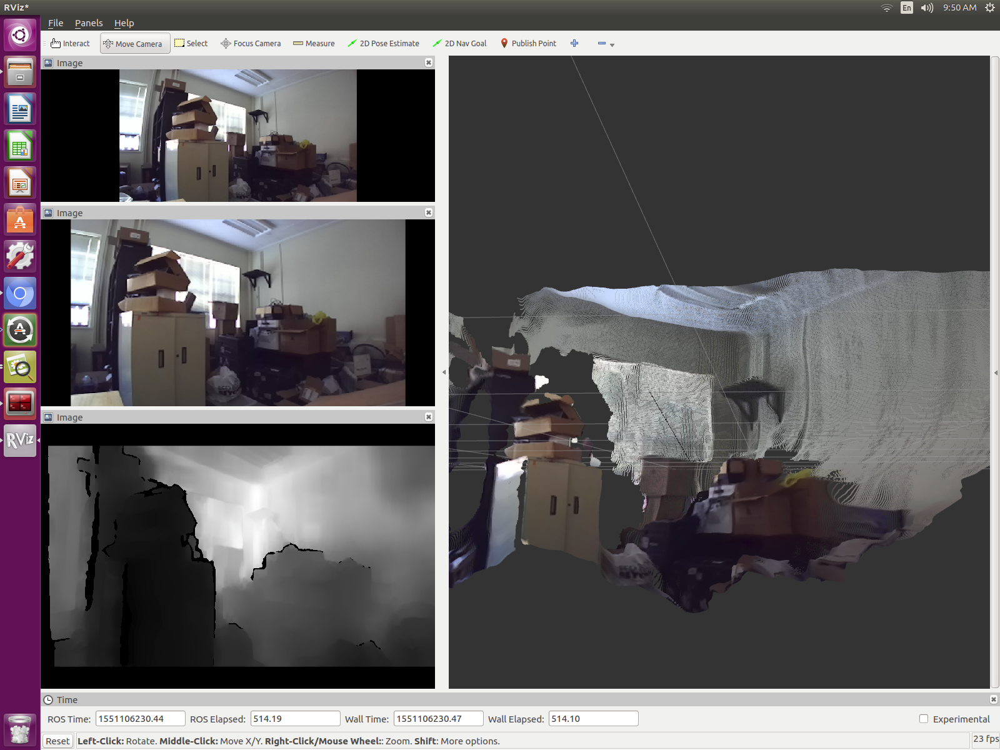 RViz*
En
9:50 AM
File Panels Help
Interact Move Camera Select Focus Camera Measure 2D Pose Estimate 2D Nav Goal Publish Point
Image
Image
Image
RViz
Time
ROS Time: 1551106230.44 ROS Elapsed: 514.19 Wall Time: 1551106230.47 Wall Elapsed: 514.10 Experimental
Reset Left-Click: Rotate. Middle-Click: Move X/Y. Right-Click/Mouse Wheel:: Zoom. Shift: More options. 23 fps